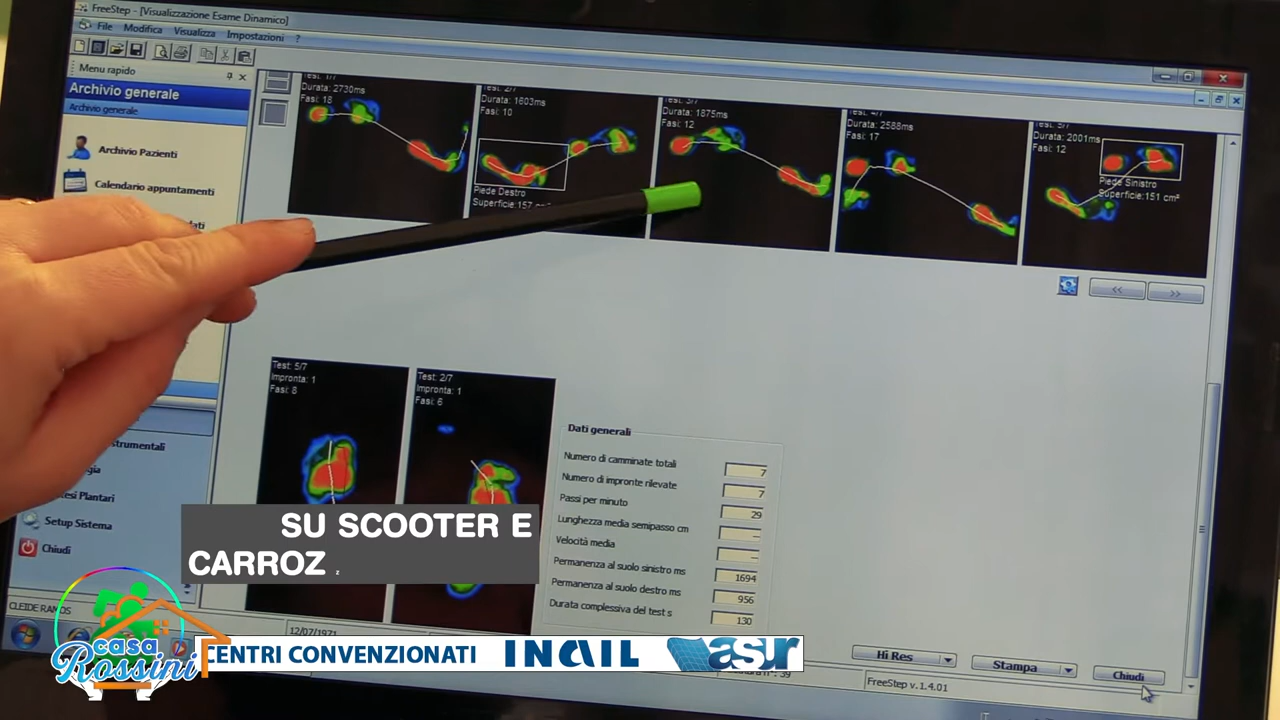 FreeStep - [Visualizzazione Esame Dinamico]
File Modifica Visualizza Impostazioni ?
Menu rapido
Archivio generale
Archivio generale
Archivio Pazienti
Calendario appuntamenti
Setup Sistema
Chiudi
Test: 1/7
Durata: 2730ms
Fasi: 18
Test: 2/7
Durata: 1603ms
Fasi: 10
Piede Destro
Superficie:157 cm²
Test: 3/7
Durata: 1875ms
Fasi: 12
Test: 4/7
Durata: 2588ms
Fasi: 17
Test: 5/7
Durata: 2001ms
Fasi: 12
Piede Sinistro
Superficie:151 cm²
<< >>
Test: 5/7
Impronta: 1
Fasi: 8
Test: 2/7
Impronta: 1
Fasi: 6
Dati generali
Numero di camminate totali 7
Numero di impronte rilevate 7
Passi per minuto 29
Lunghezza media semipasso cm --
Velocità media --
Permanenza al suolo sinistro ms 1694
Permanenza al suolo destro ms 956
Durata complessiva del test s 130
SU SCOOTER E
CARROZ
CLEIDE RAMOS
12/07/1971
Hi Res Stampa Chiudi
FreeStep v.1.4.01
casa
Rossini
CENTRI CONVENZIONATI INAIL asur